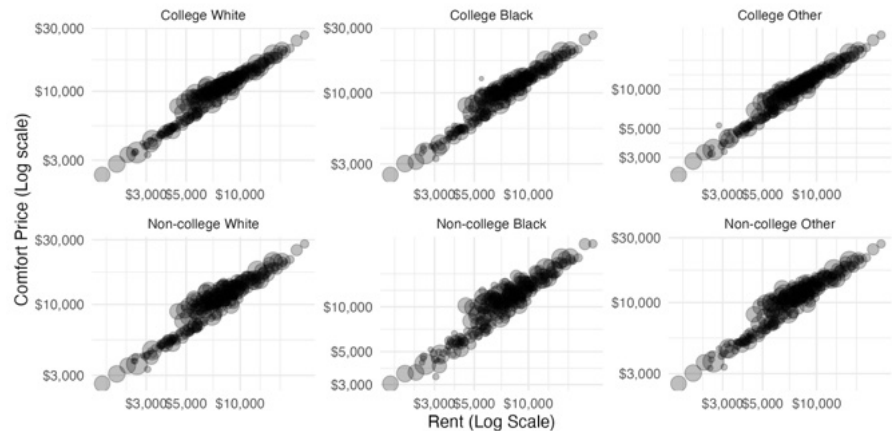 College White
College Black
College Other
$30,000
$10,000
$3,000
$3,000 $5,000 $10,000
$30,000
$10,000
$3,000
$3,000 $5,000 $10,000
$10,000
$5,000
$3,000
$3,000 $5,000 $10,000
Comfort Price (Log scale)
Non-college White
Non-college Black
Non-college Other
$30,000
$10,000
$3,000
$3,000 $5,000 $10,000
$10,000
$5,000
$3,000
$3,000 $5,000 $10,000
$30,000
$10,000
$3,000
$3,000 $5,000 $10,000
Rent (Log Scale)